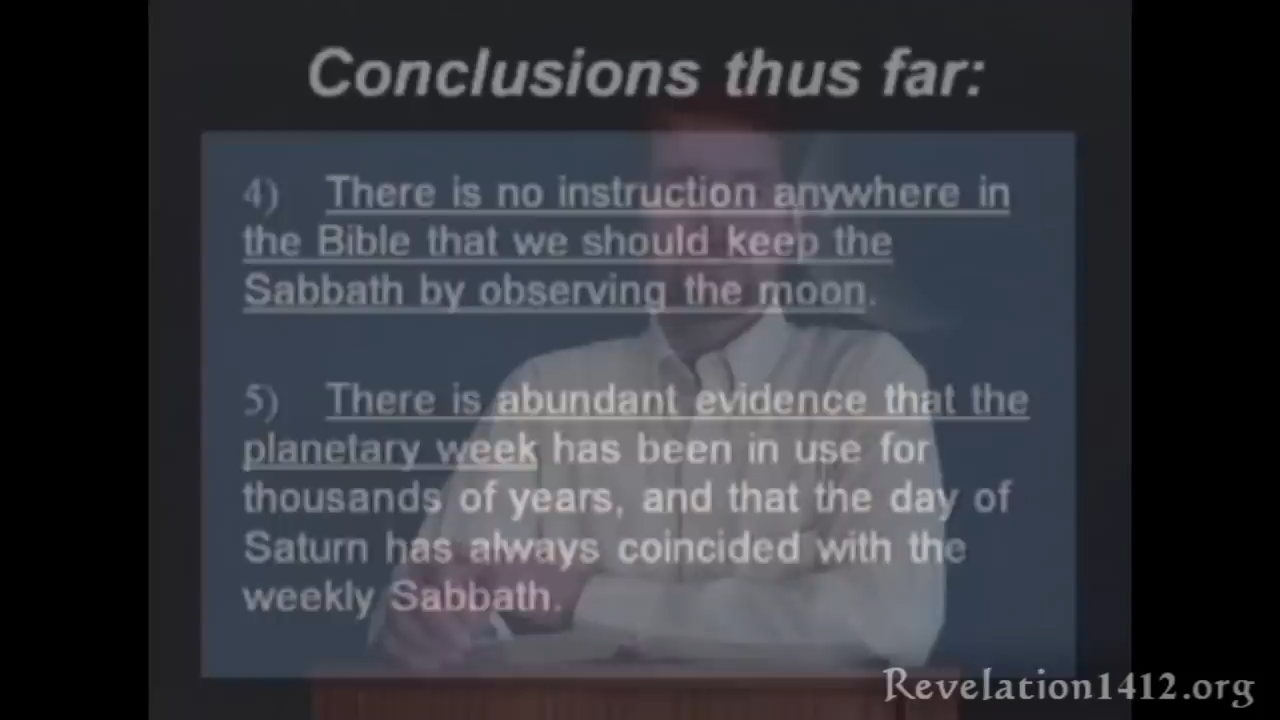 Conclusions thus far:
4) There is no instruction anywhere in
the Bible that we should keep the
Sabbath by observing the moon.
5) There is abundant evidence that the
planetary week has been in use for
thousands of years, and that the day of
Saturn has always coincided with the
weekly Sabbath.
Revelation1412.org